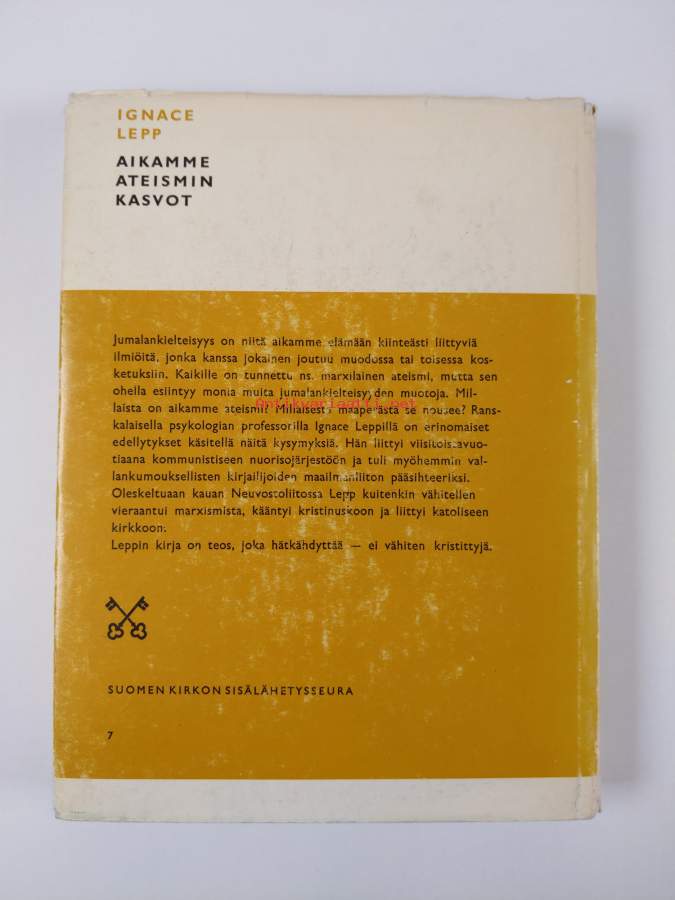 IGNACE
LEPP
AIKAMME
ATEISMIN
KASVOT
Jumalankielteisyys on niitä aikamme elämään kiinteästi liittyviä
ilmiöitä, jonka kanssa jokainen joutuu muodossa tai toisessa kos-
ketuksiin. Kaikille on tunnettu ns. marxilainen ateismi, mutta sen
ohella esiintyy monia muita jumalankielteisyyden muotoja. Mil-
laista on aikamme ateismi? Millaisesta maaperästä se nousee? Rans-
kalaisella psykologian professorilla Ignace Leppillä on erinomaiset
edellytykset käsitellä näitä kysymyksiä. Hän liittyi viisitoistavuo-
tiaana kommunistiseen nuorisojärjestöön ja tuli myöhemmin val-
lankumouksellisten kirjailijoiden maailmanliiton pääsihteeriksi.
Oleskeltuaan kauan Neuvostoliitossa Lepp kuitenkin vähitellen
vieraantui marxismista, kääntyi kristinuskoon ja liittyi katoliseen
kirkkoon.
Leppin kirja on teos, joka hätkähdyttää — ei vähiten kristittyjä.
Antikvariaatti.net
SUOMEN KIRKON SISÄLÄHETYSSEURA
7